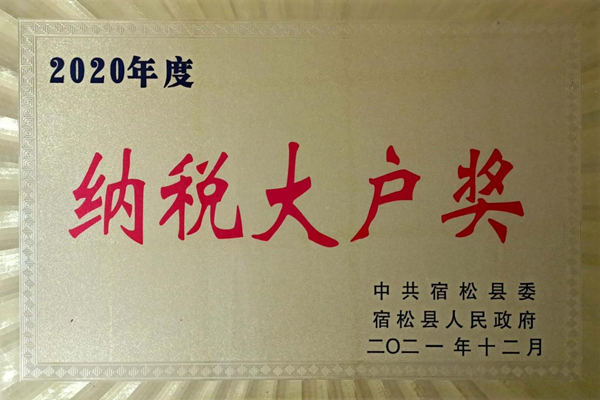 2020年度
纳税大户奖
中共宿松县委
宿松县人民政府
二〇二一年十二月